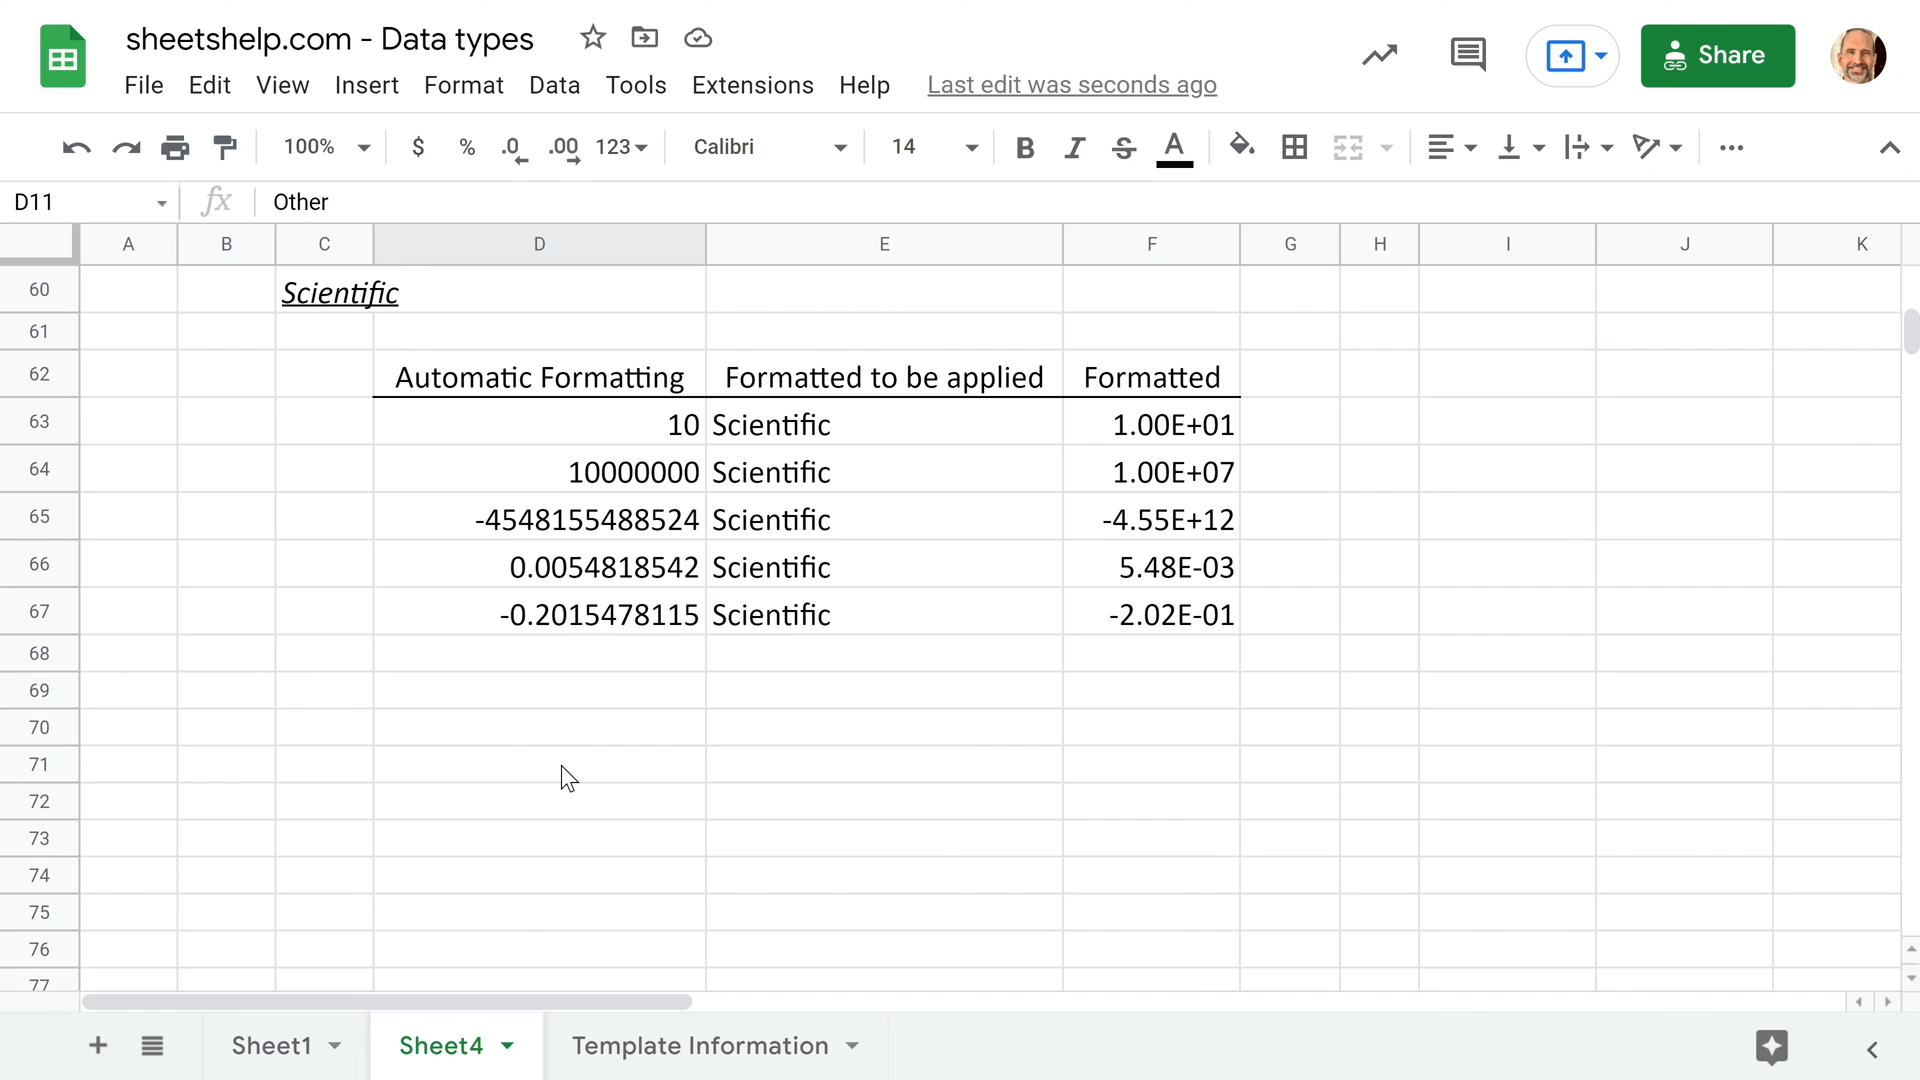 sheetshelp.com - Data types
File Edit View Insert Format Data Tools Extensions Help Last edit was seconds ago
Share
100% $ % .0 .00 123 Calibri 14 B I S A
D11 fx Other
A B C D E F G H I J K
60 Scientific
61
62 Automatic Formatting Formatted to be applied Formatted
63 10 Scientific 1.00E+01
64 10000000 Scientific 1.00E+07
65 -4548155488524 Scientific -4.55E+12
66 0.0054818542 Scientific 5.48E-03
67 -0.2015478115 Scientific -2.02E-01
68
69
70
71
72
73
74
75
76
77
Sheet1 Sheet4 Template Information